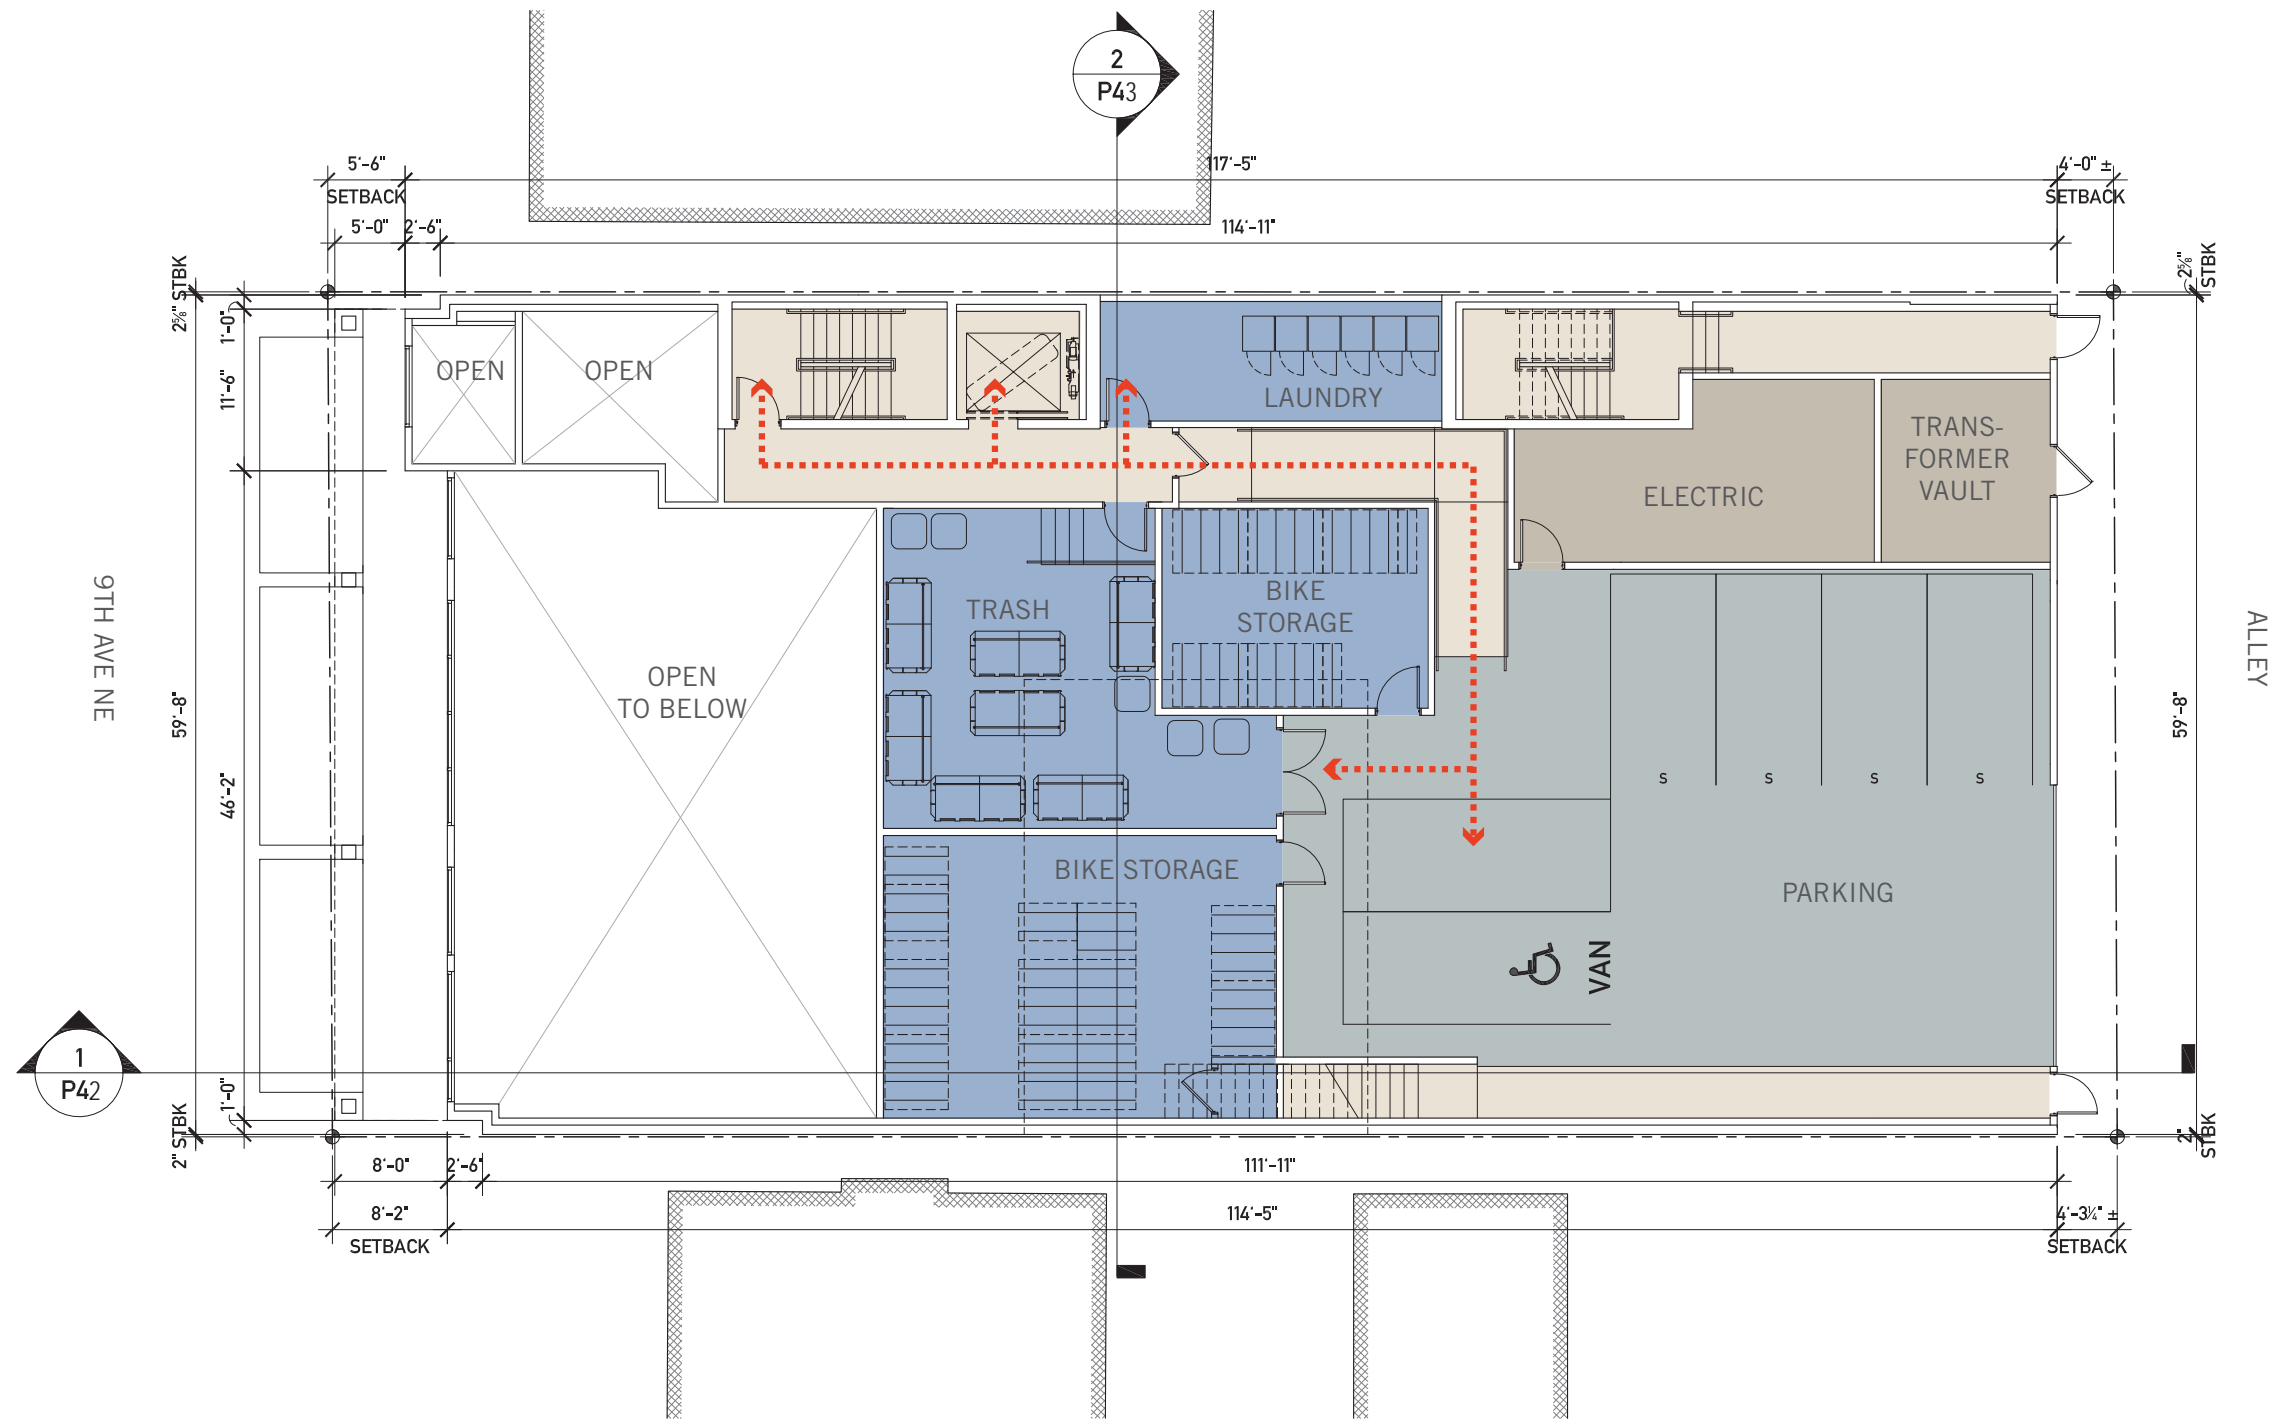 2
P43
5'-6"
117'-5"
4'-0" ±
SETBACK
SETBACK
5'-0"
2'-6"
114'-11"
2⅝" STBK
2⅝"
STBK
1'-0"
11'-6"
OPEN
OPEN
LAUNDRY
TRANS-
FORMER
VAULT
ELECTRIC
BIKE
STORAGE
TRASH
9TH AVE NE
ALLEY
OPEN
TO BELOW
59'-8"
59'-8"
46'-2"
S
S
S
S
BIKE STORAGE
PARKING
VAN
1
P42
1'-0"
2" STBK
2"
STBK
8'-0"
2'-6"
111'-11"
8'-2"
114'-5"
4'-3¼" ±
SETBACK
SETBACK